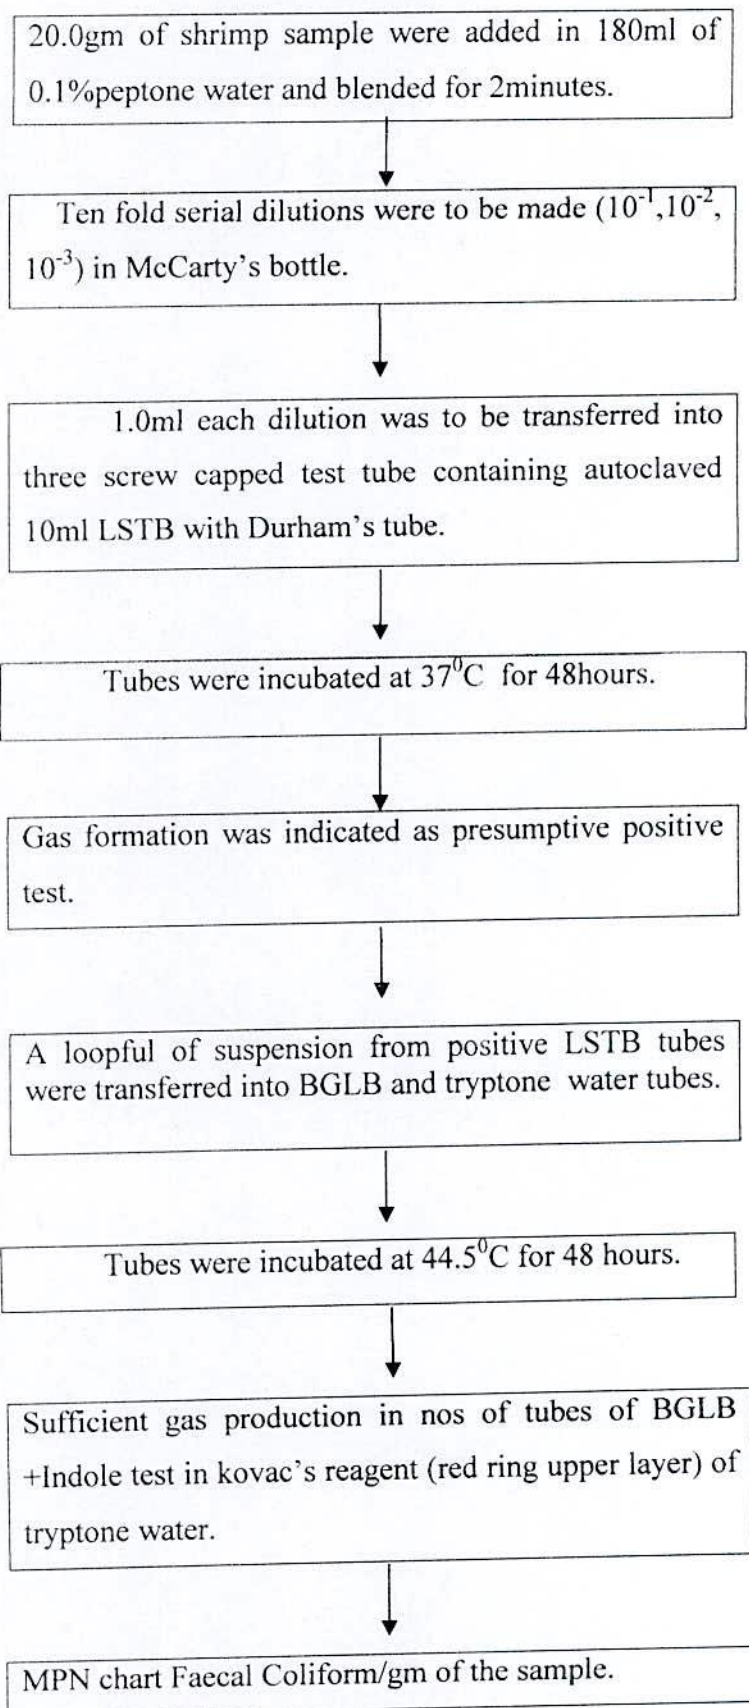 20.0gm of shrimp sample were added in 180ml of
0.1%peptone water and blended for 2minutes.
Ten fold serial dilutions were to be made (10⁻¹,10⁻²,
10⁻³) in McCarty's bottle.
1.0ml each dilution was to be transferred into
three screw capped test tube containing autoclaved
10ml LSTB with Durham's tube.
Tubes were incubated at 37⁰C for 48hours.
Gas formation was indicated as presumptive positive
test.
A loopful of suspension from positive LSTB tubes
were transferred into BGLB and tryptone water tubes.
Tubes were incubated at 44.5⁰C for 48 hours.
Sufficient gas production in nos of tubes of BGLB
+Indole test in kovac's reagent (red ring upper layer) of
tryptone water.
MPN chart Faecal Coliform/gm of the sample.